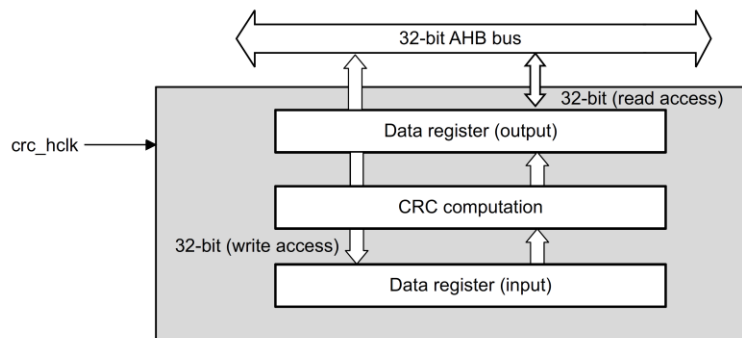 32-bit AHB bus
32-bit (read access)
Data register (output)
crc_hclk
CRC computation
32-bit (write access)
Data register (input)